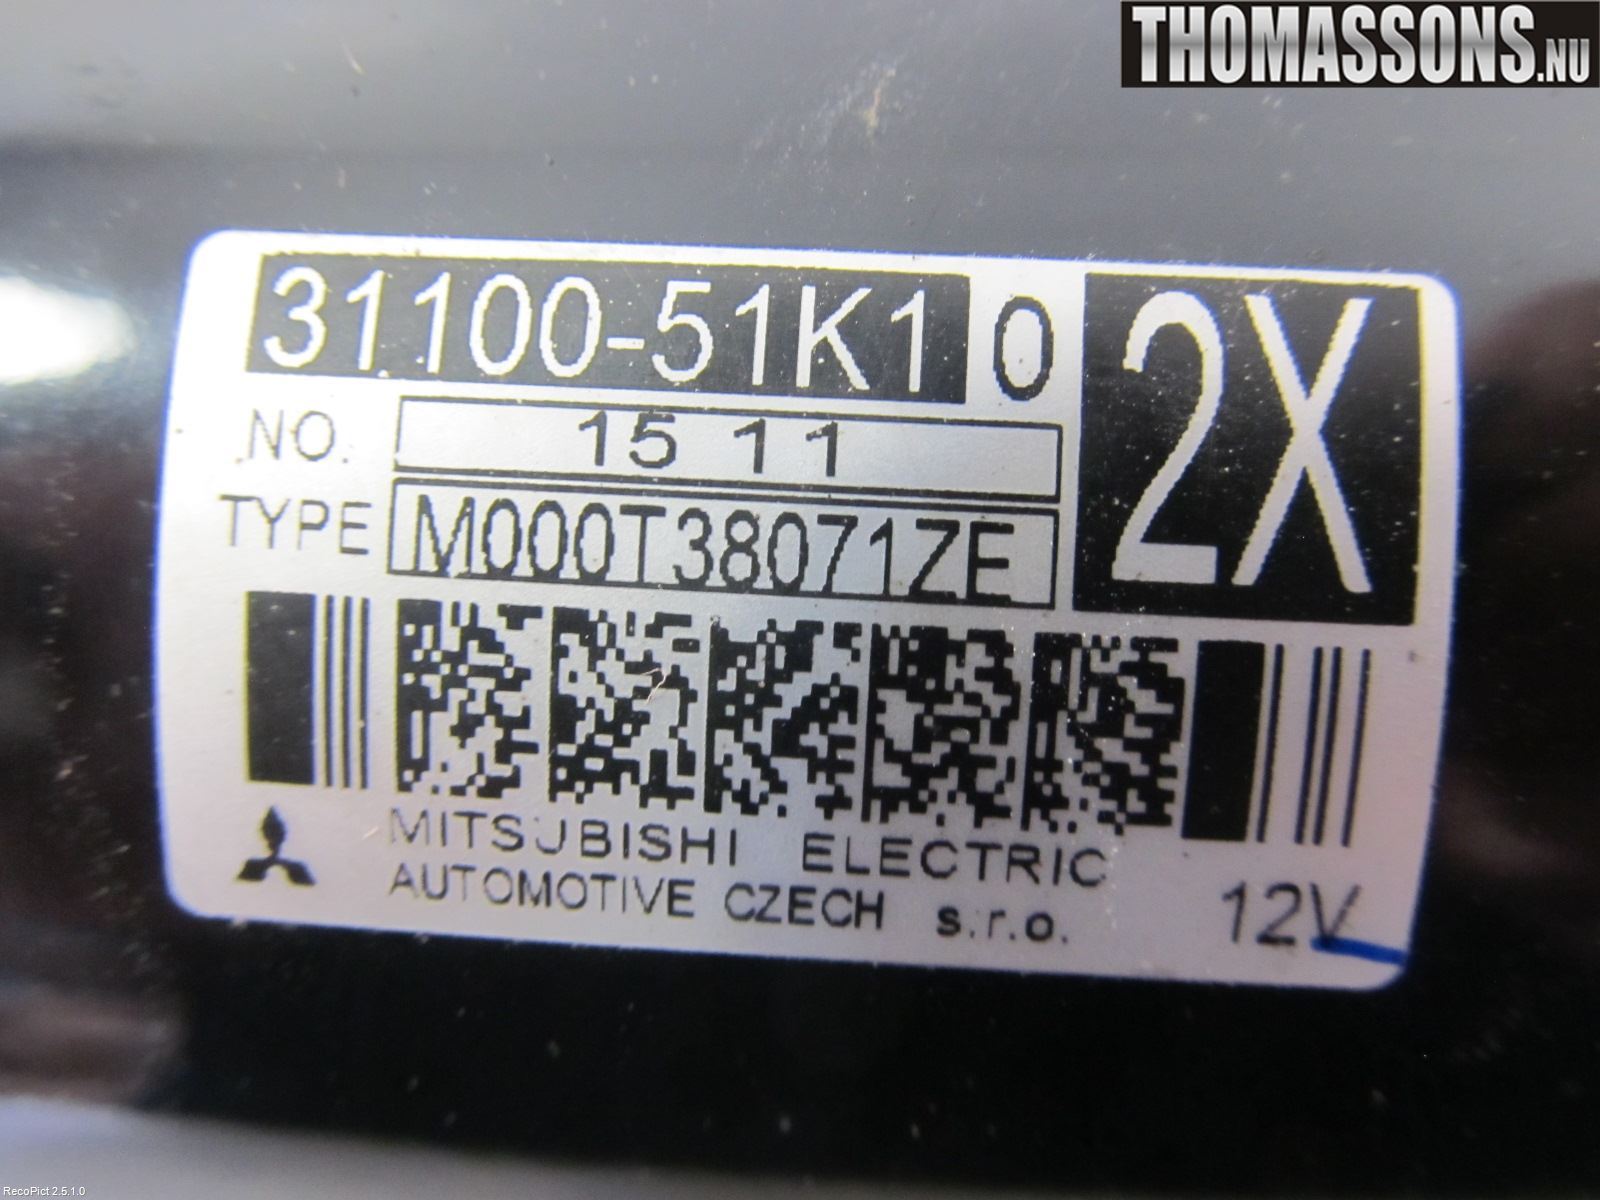 THOMASSONS.NU
31100-51K10
2X
NO. 15 11
TYPE M000T38071ZE
MITSUBISHI ELECTRIC
AUTOMOTIVE CZECH s.r.o.
12V
RecoPict 2.5.1.0